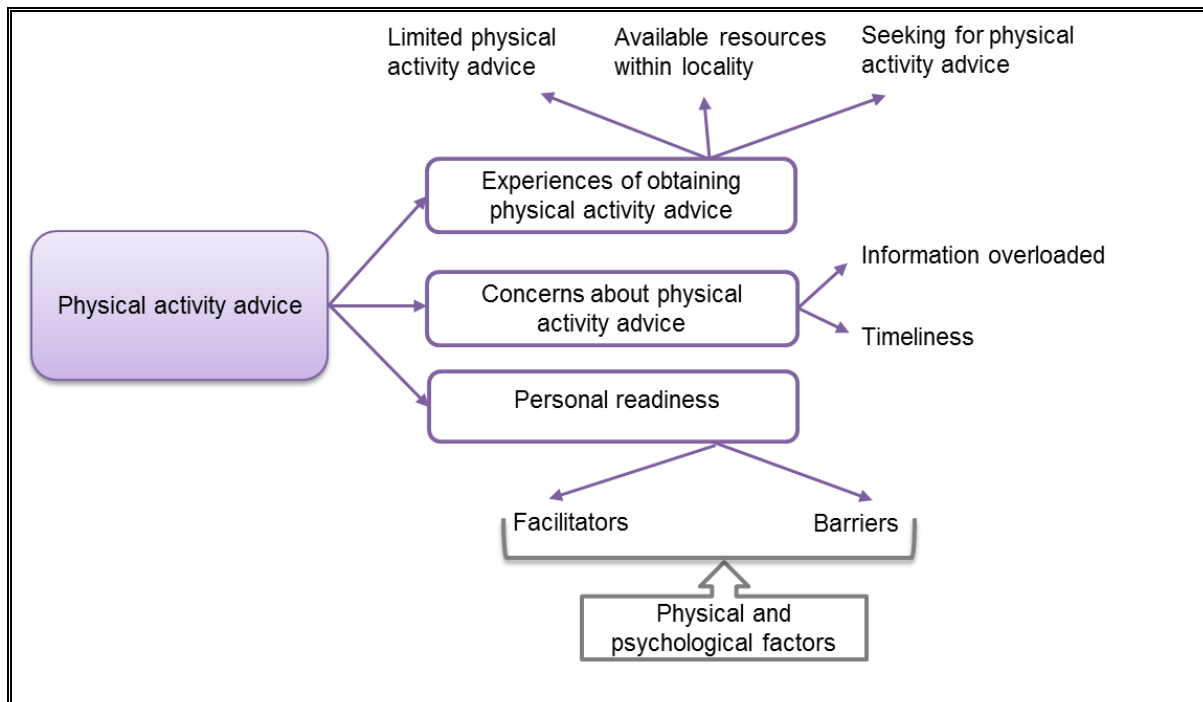 Limited physical
activity advice
Available resources
within locality
Seeking for physical
activity advice
Experiences of obtaining
physical activity advice
Physical activity advice
Concerns about physical
activity advice
Information overloaded
Timeliness
Personal readiness
Facilitators
Barriers
Physical and
psychological factors